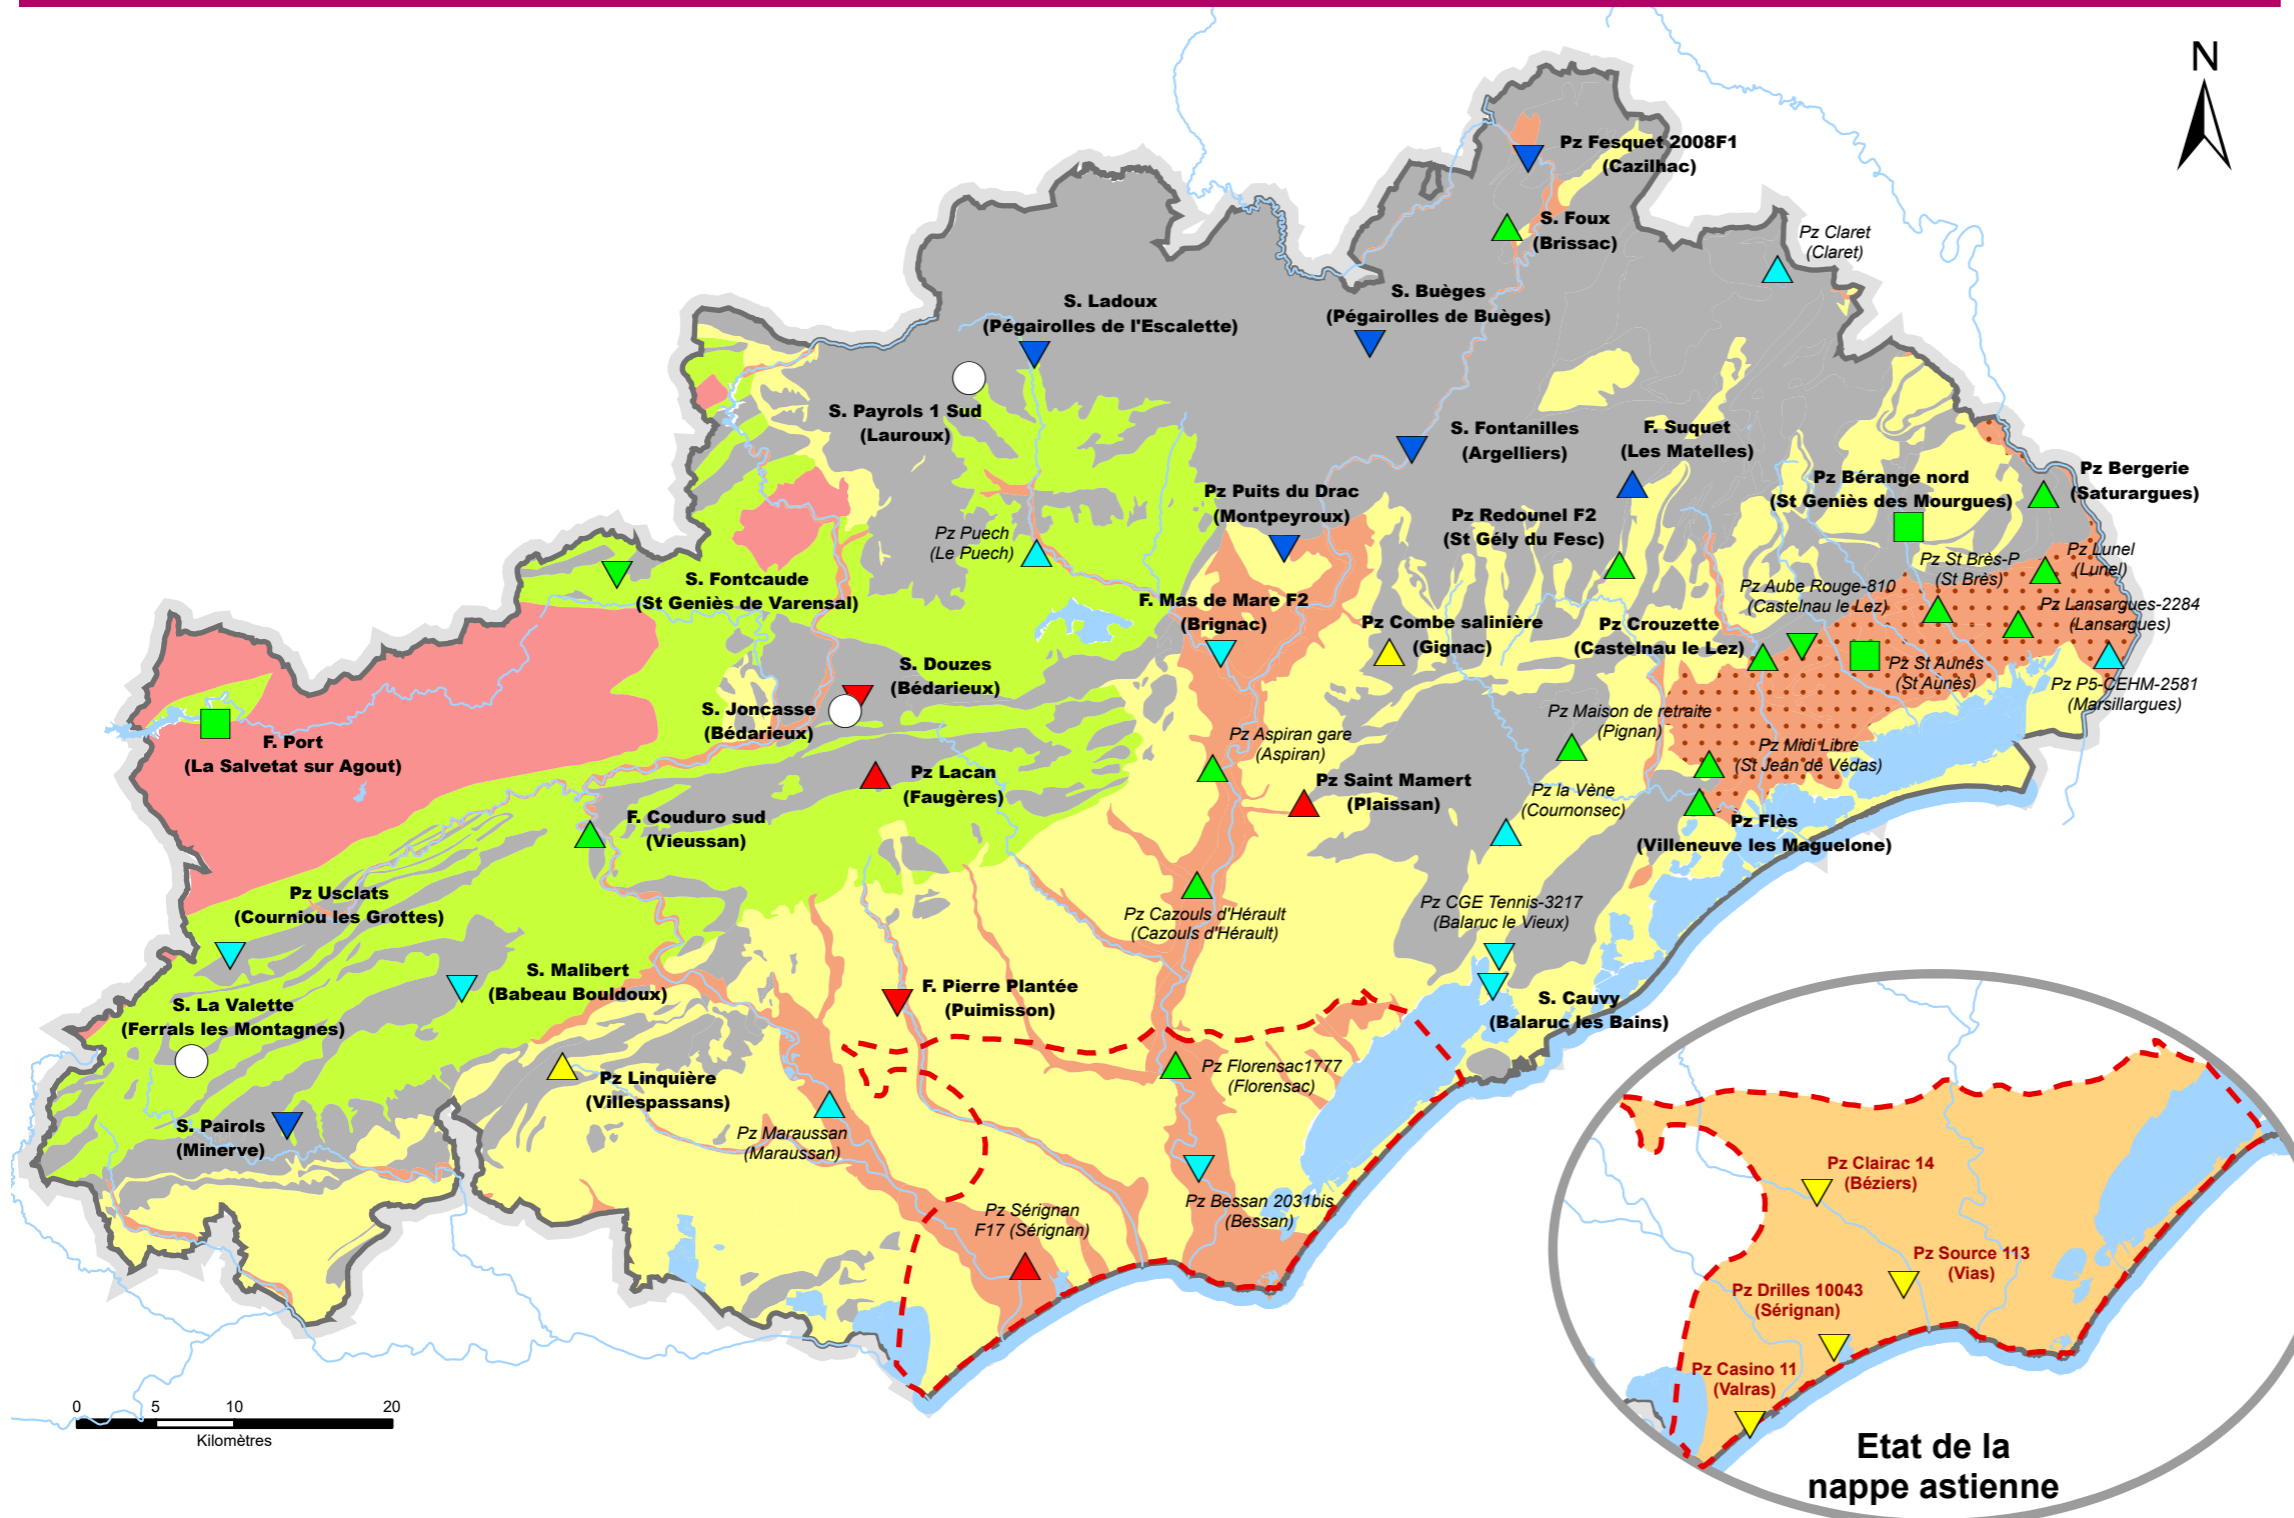 N
Pz Fesquet 2008F1
(Cazilhac)
S. Foux
(Brissac)
Pz Claret
(Claret)
S. Ladoux
(Pégairolles de l'Escalette)
S. Buèges
(Pégairolles de Buèges)
S. Payrols 1 Sud
(Lauroux)
S. Fontanilles
(Argelliers)
F. Suquet
(Les Matelles)
Pz Bérange nord
(St Geniès des Mourgues)
Pz Bergerie
(Saturargues)
Pz Puits du Drac
(Montpeyroux)
Pz Redounel F2
(St Gély du Fesc)
Pz Puech
(Le Puech)
Pz Lunel
(Lunel)
Pz St Brès-P
(St Brès)
Pz Aube Rouge-810
(Castelnau le Lez)
Pz Lansargues-2284
(Lansargues)
S. Fontcaude
(St Geniès de Varensal)
F. Mas de Mare F2
(Brignac)
Pz Combe salinière
(Gignac)
Pz Crouzette
(Castelnau le Lez)
Pz St Aunès
(St Aunès)
Pz P5-CEHM-2581
(Marsillargues)
S. Douzes
(Bédarieux)
S. Joncasse
(Bédarieux)
Pz Maison de retraite
(Pignan)
F. Port
(La Salvetat sur Agout)
Pz Aspiran gare
(Aspiran)
Pz Midi Libre
(St Jean de Védas)
Pz Lacan
(Faugères)
Pz Saint Mamert
(Plaissan)
Pz la Vène
(Cournonsec)
F. Couduro sud
(Vieussan)
Pz Flès
(Villeneuve les Maguelone)
Pz Usclats
(Courniou les Grottes)
Pz Cazouls d'Hérault
(Cazouls d'Hérault)
Pz CGE Tennis-3217
(Balaruc le Vieux)
S. Malibert
(Babeau Bouldoux)
F. Pierre Plantée
(Puimisson)
S. La Valette
(Ferrals les Montagnes)
S. Cauvy
(Balaruc les Bains)
Pz Linquière
(Villespassans)
Pz Florensac1777
(Florensac)
S. Pairols
(Minerve)
Pz Maraussan
(Maraussan)
Pz Bessan 2031bis
(Bessan)
Pz Sérignan
F17 (Sérignan)
Pz Clairac 14
(Béziers)
Pz Source 113
(Vias)
Pz Drilles 10043
(Sérignan)
Pz Casino 11
(Valras)
0 5 10 20
Kilomètres
Etat de la
nappe astienne